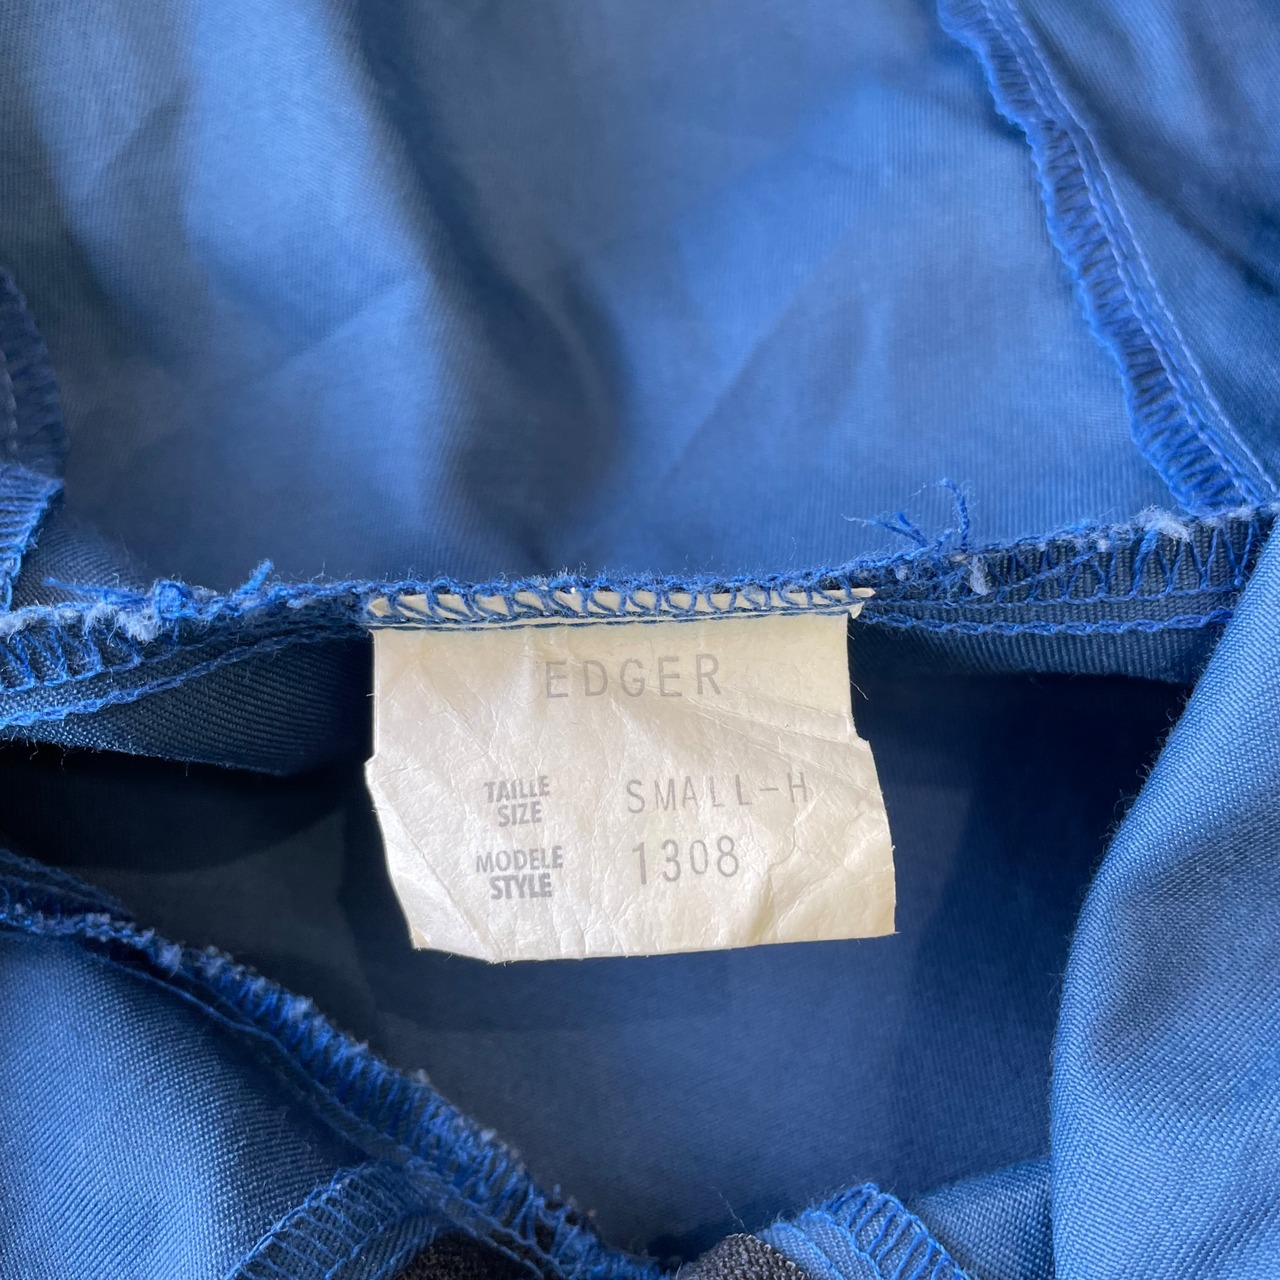 EDGER
TAILLE
SIZE
SMALL-H
MODELE
STYLE
1308